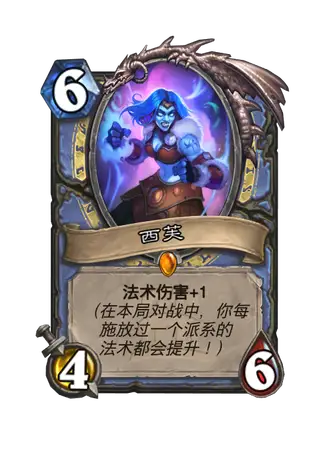 6
西芙
法术伤害+1
(在本局对战中，你每
施放过一个派系的
法术都会提升！)
4
6